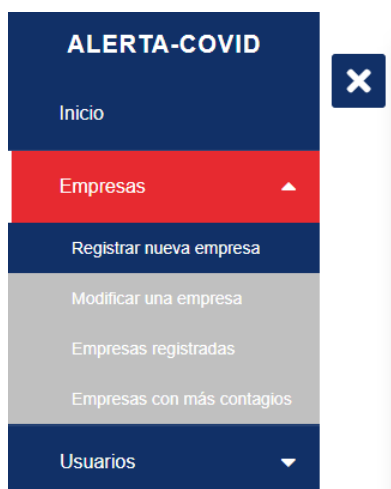 ALERTA-COVID
Inicio
Empresas
Registrar nueva empresa
Modificar una empresa
Empresas registradas
Empresas con más contagios
Usuarios